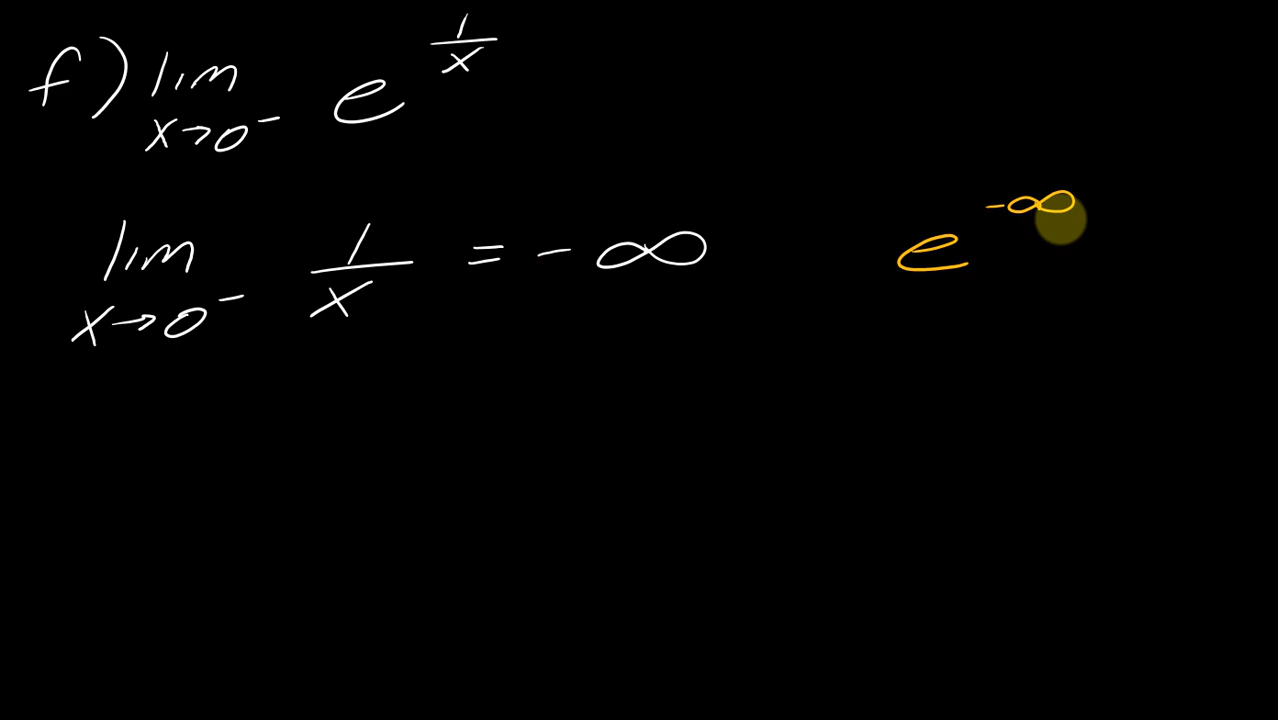 f) lim x→0⁻ e^(1/x)
lim x→0⁻ 1/x = -∞ e^(-∞)